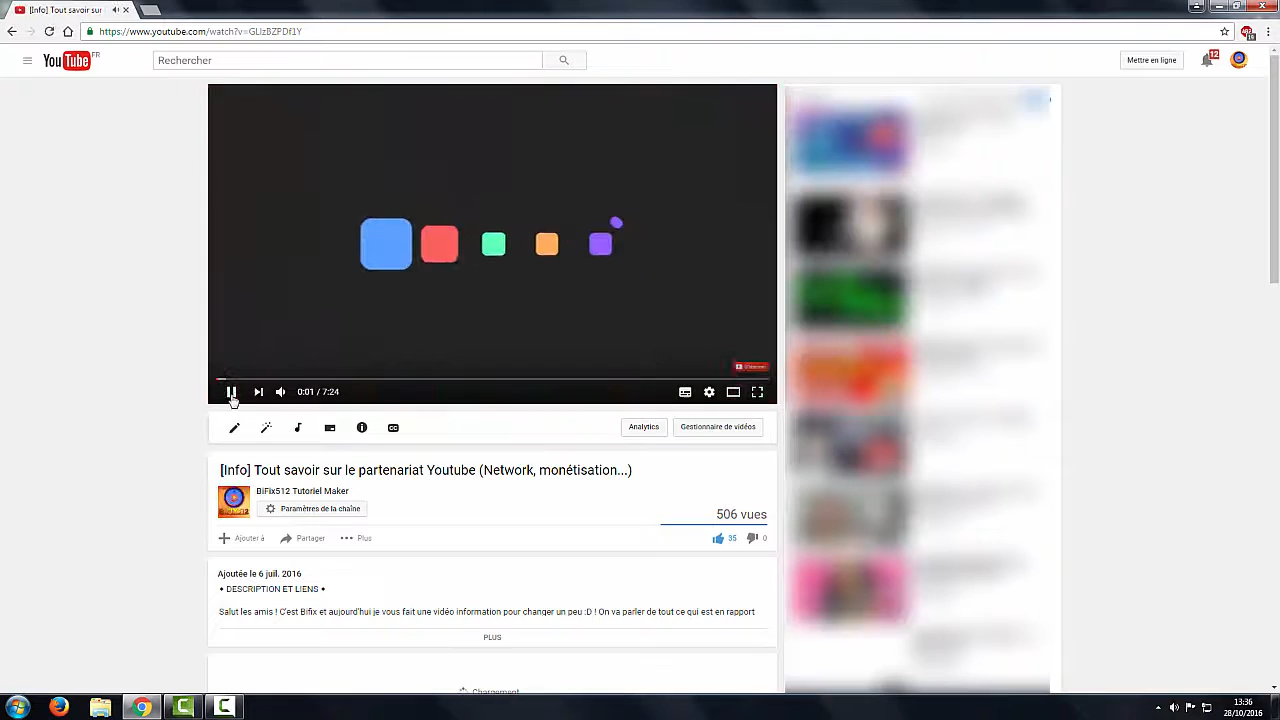 [Info] Tout savoir sur
https://www.youtube.com/watch?v=GLlzBZPDf1Y
YouTube FR
Rechercher
Mettre en ligne
12
0:01 / 7:24
Analytics
Gestionnaire de vidéos
[Info] Tout savoir sur le partenariat Youtube (Network, monétisation...)
BiFix512 Tutoriel Maker
Paramètres de la chaîne
506 vues
Ajouter à
Partager
Plus
35
0
Ajoutée le 6 juil. 2016
♦ DESCRIPTION ET LIENS ♦
Salut les amis ! C'est Bifix et aujourd'hui je vous fait une vidéo information pour changer un peu :D ! On va parler de tout ce qui est en rapport
PLUS
Chargement
13:36
28/10/2016